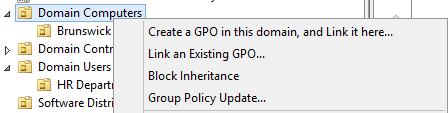 Domain Computers
Brunswick
Domain Contr
Domain Users
HR Depart
Software Distri
Create a GPO in this domain, and Link it here...
Link an Existing GPO...
Block Inheritance
Group Policy Update...